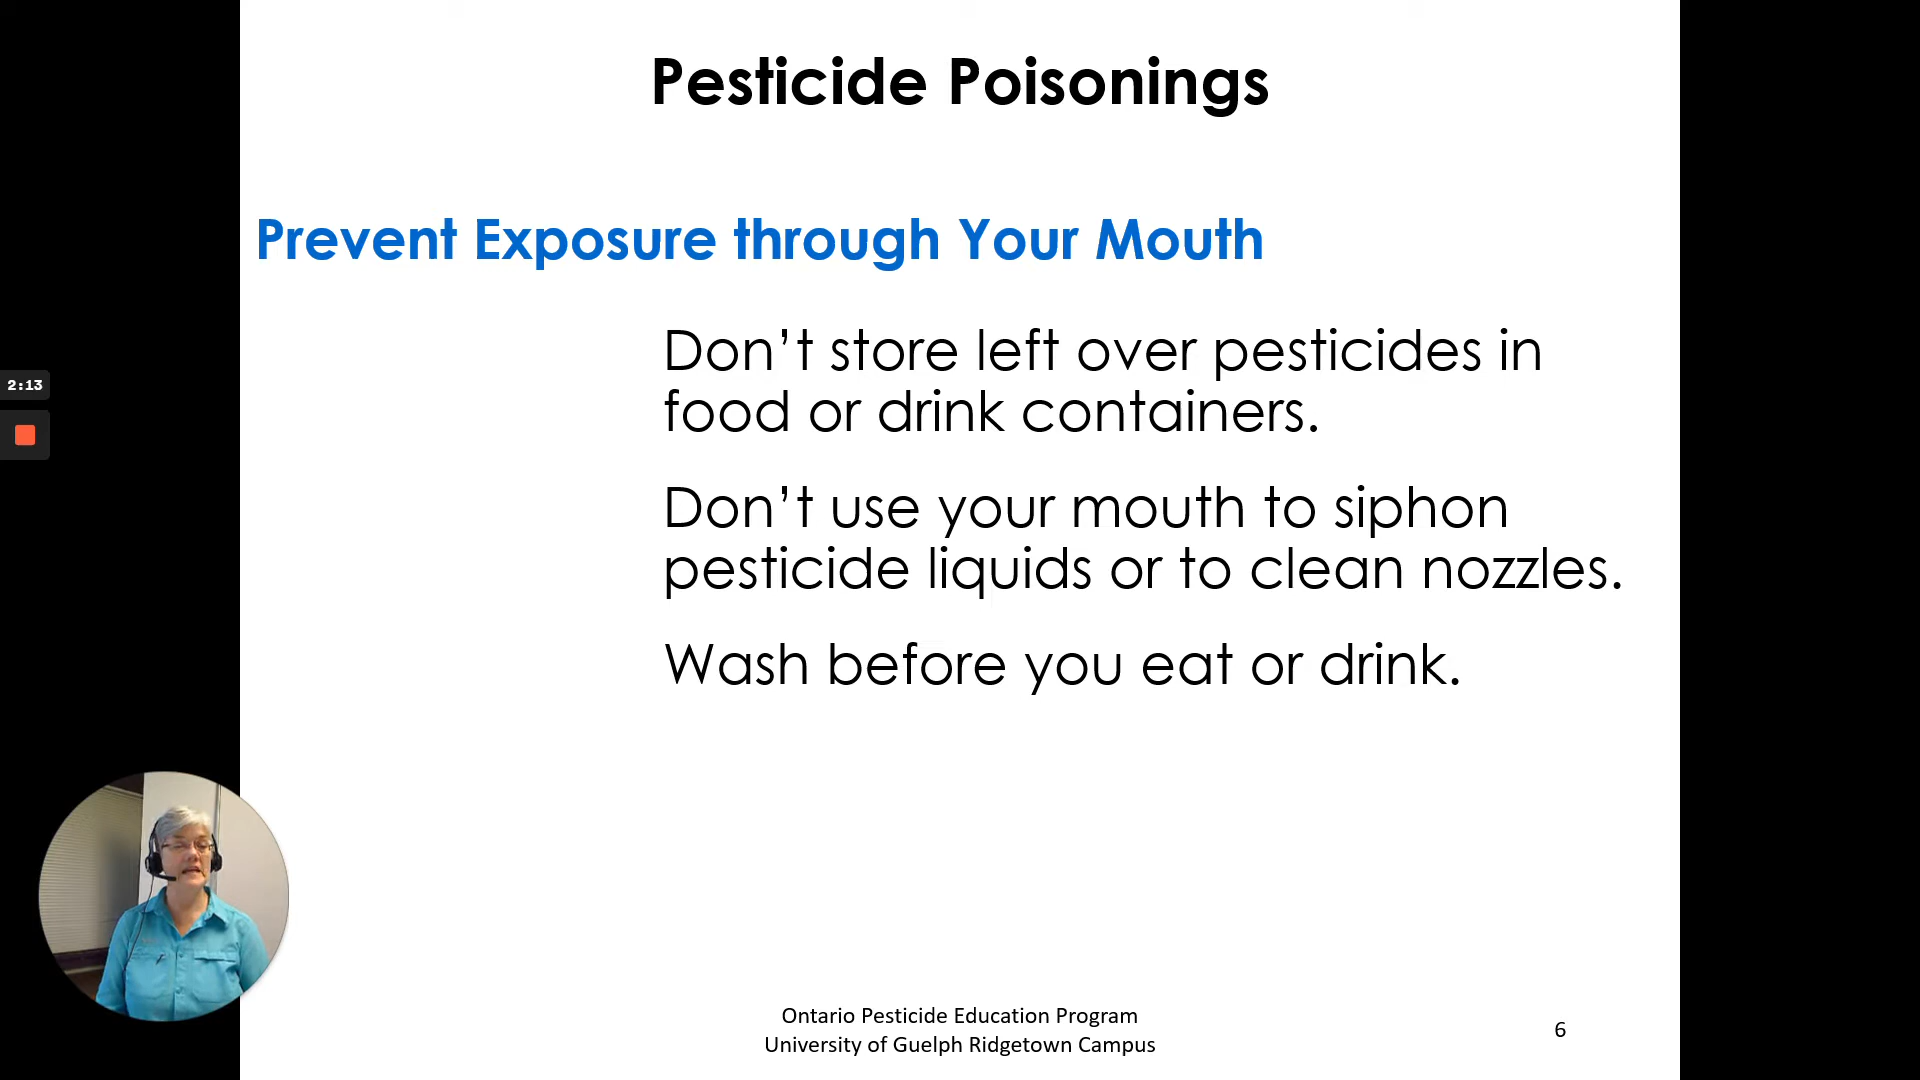 Pesticide Poisonings
Prevent Exposure through Your Mouth
Don’t store left over pesticides in
food or drink containers.
Don’t use your mouth to siphon
pesticide liquids or to clean nozzles.
Wash before you eat or drink.
2:13
Ontario Pesticide Education Program
University of Guelph Ridgetown Campus
6